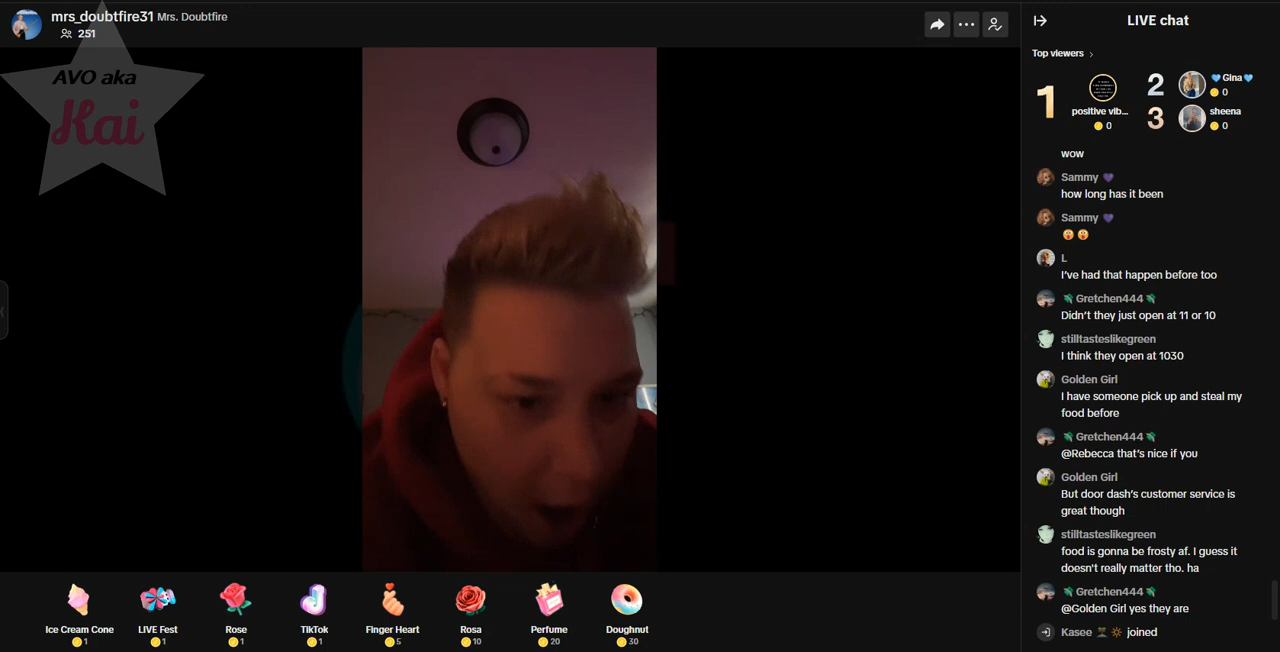 mrs_doubtfire31 Mrs. Doubtfire
251
AVO aka
Kai
LIVE chat
Top viewers >
1
positive vib...
0
2
💙Gina💙
0
3
sheena
0
WOW
Sammy 💜
how long has it been
Sammy 💜
😱 😱
L
I've had that happen before too
Gretchen444
Didn't they just open at 11 or 10
stilltasteslikegreen
I think they open at 1030
Golden Girl
I have someone pick up and steal my
food before
Gretchen444
@Rebecca that's nice if you
Golden Girl
But door dash's customer service is
great though
stilltasteslikegreen
food is gonna be frosty af. I guess it
doesn't really matter tho. ha
Gretchen444
@Golden Girl yes they are
Kasee joined
Ice Cream Cone
1
LIVE Fest
1
Rose
1
TikTok
1
Finger Heart
5
Rosa
10
Perfume
20
Doughnut
30